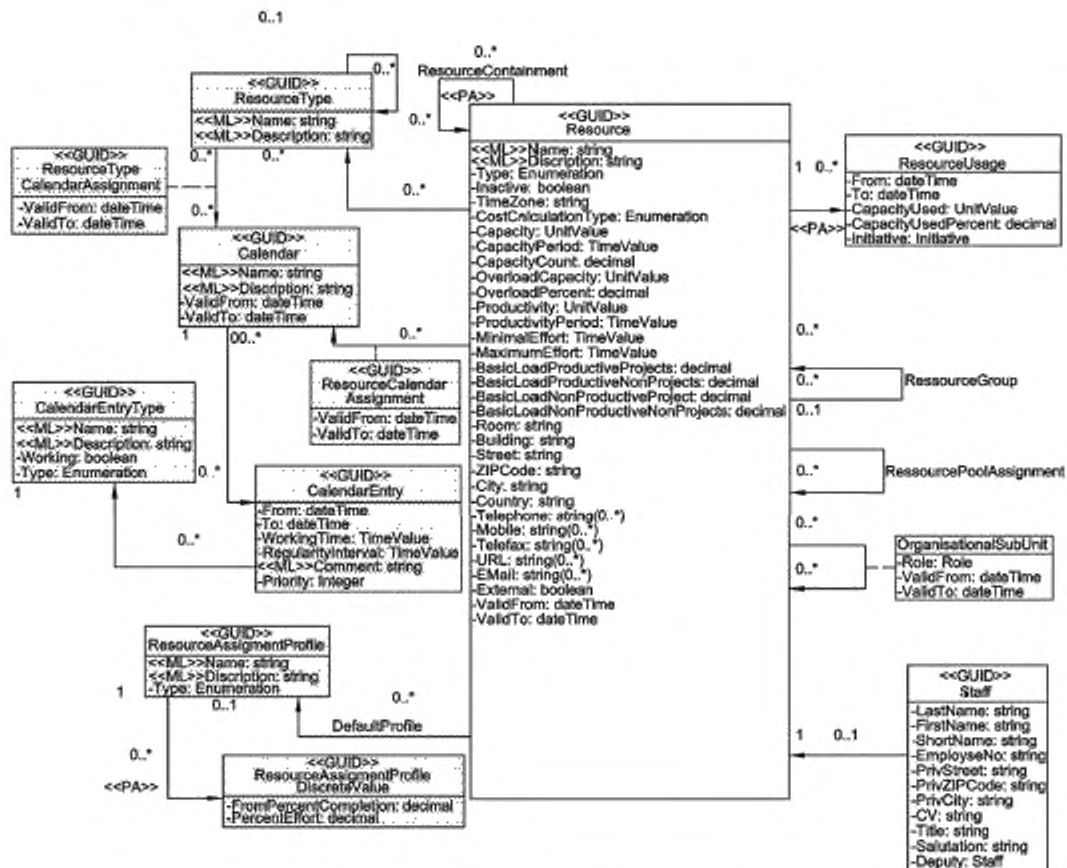 0..1
0..*
ResourceContainment
<<PA>>
0..*
0..*
<<GUID>>
ResourceType
<<ML>>Name: string
<<ML>>Description: string
0..*
0..*
<<GUID>>
ResourceType
CalendarAssignment
-ValidFrom: dateTime
-ValidTo: dateTime
0..*
0..*
<<GUID>>
Calendar
<<ML>>Name: string
<<ML>>Discription: string
-ValidFrom: dateTime
-ValidTo: dateTime
1
00..*
0..*
<<GUID>>
ResourceCalendar
Assignment
-ValidFrom: dateTime
-ValidTo: dateTime
<<GUID>>
CalendarEntryType
<<ML>>Name: string
<<ML>>Description: string
-Working: boolean
-Type: Enumeration
1
0..*
0..*
<<GUID>>
CalendarEntry
-From: dateTime
-To: dateTime
-WorkingTime: TimeValue
-RegularityInterval: TimeValue
<<ML>>Comment: string
-Priority: Integer
<<GUID>>
ResourceAssigmentProfile
<<ML>>Name: string
<<ML>>Discription: string
-Type: Enumeration
1
0..1
0..*
DefaultProfile
0..*
<<PA>>
<<GUID>>
ResourceAssigmentProfile
DiscreteValue
-FromPercentCompletion: decimal
-PercentEffort: decimal
<<GUID>>
Resource
<<ML>>Name: string
<<ML>>Discription: string
-Type: Enumeration
-Inactive: boolean
-TimeZone: string
-CostCalculationType: Enumeration
-Capacity: UnitValue
-CapacityPeriod: TimeValue
-CapacityCount: decimal
-OverloadCapacity: UnitValue
-OverloadPercent: decimal
-Productivity: UnitValue
-ProductivityPeriod: TimeValue
-MinimalEffort: TimeValue
-MaximumEffort: TimeValue
-BasicLoadProductiveProjects: decimal
-BasicLoadProductiveNonProjects: decimal
-BasicLoadNonProductiveProject: decimal
-BasicLoadNonProductiveNonProjects: decimal
-Room: string
-Building: string
-Street: string
-ZIPCode: string
-City: string
-Country: string
-Telephone: string(0..*)
-Mobile: string(0..*)
-Telefax: string(0..*)
-URL: string(0..*)
-EMail: string(0..*)
-External: boolean
-ValidFrom: dateTime
-ValidTo: dateTime
1 0..*
<<PA>>
<<GUID>>
ResourceUsage
-From: dateTime
-To: dateTime
-CapacityUsed: UnitValue
-CapacityUsedPercent: decimal
-Initiative: Initiative
0..*
0..*
RessourceGroup
0..1
0..*
RessourcePoolAssignment
0..*
0..*
OrganisationalSubUnit
-Role: Role
-ValidFrom: dateTime
-ValidTo: dateTime
1 0..1
<<GUID>>
Staff
-LastName: string
-FirstName: string
-ShortName: string
-EmployseNo: string
-PrivStreet: string
-PrivZIPCode: string
-PrivCity: string
-CV: string
-Title: string
-Salutation: string
-Deputy: Staff